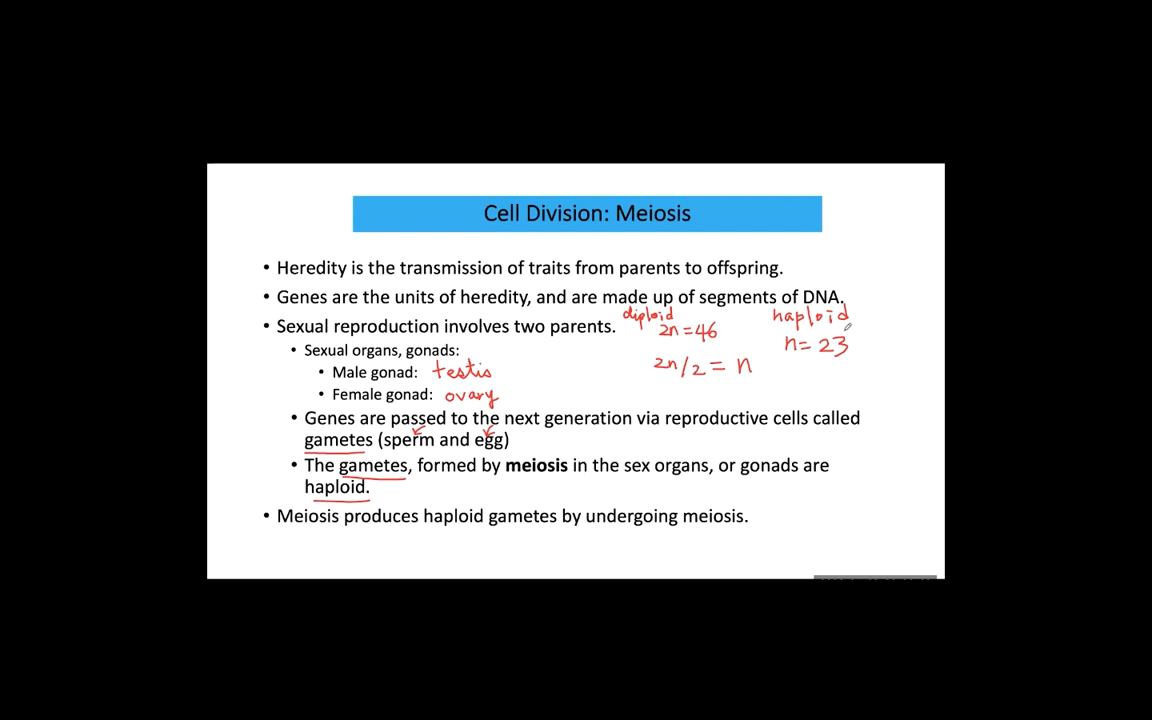 Cell Division: Meiosis
• Heredity is the transmission of traits from parents to offspring.
• Genes are the units of heredity, and are made up of segments of DNA.
diploid haploid
• Sexual reproduction involves two parents. 2n = 46
n = 23
• Sexual organs, gonads:
2n/2 = n
• Male gonad: testis
• Female gonad: ovary
• Genes are passed to the next generation via reproductive cells called
gametes (sperm and egg)
• The gametes, formed by meiosis in the sex organs, or gonads are
haploid.
• Meiosis produces haploid gametes by undergoing meiosis.